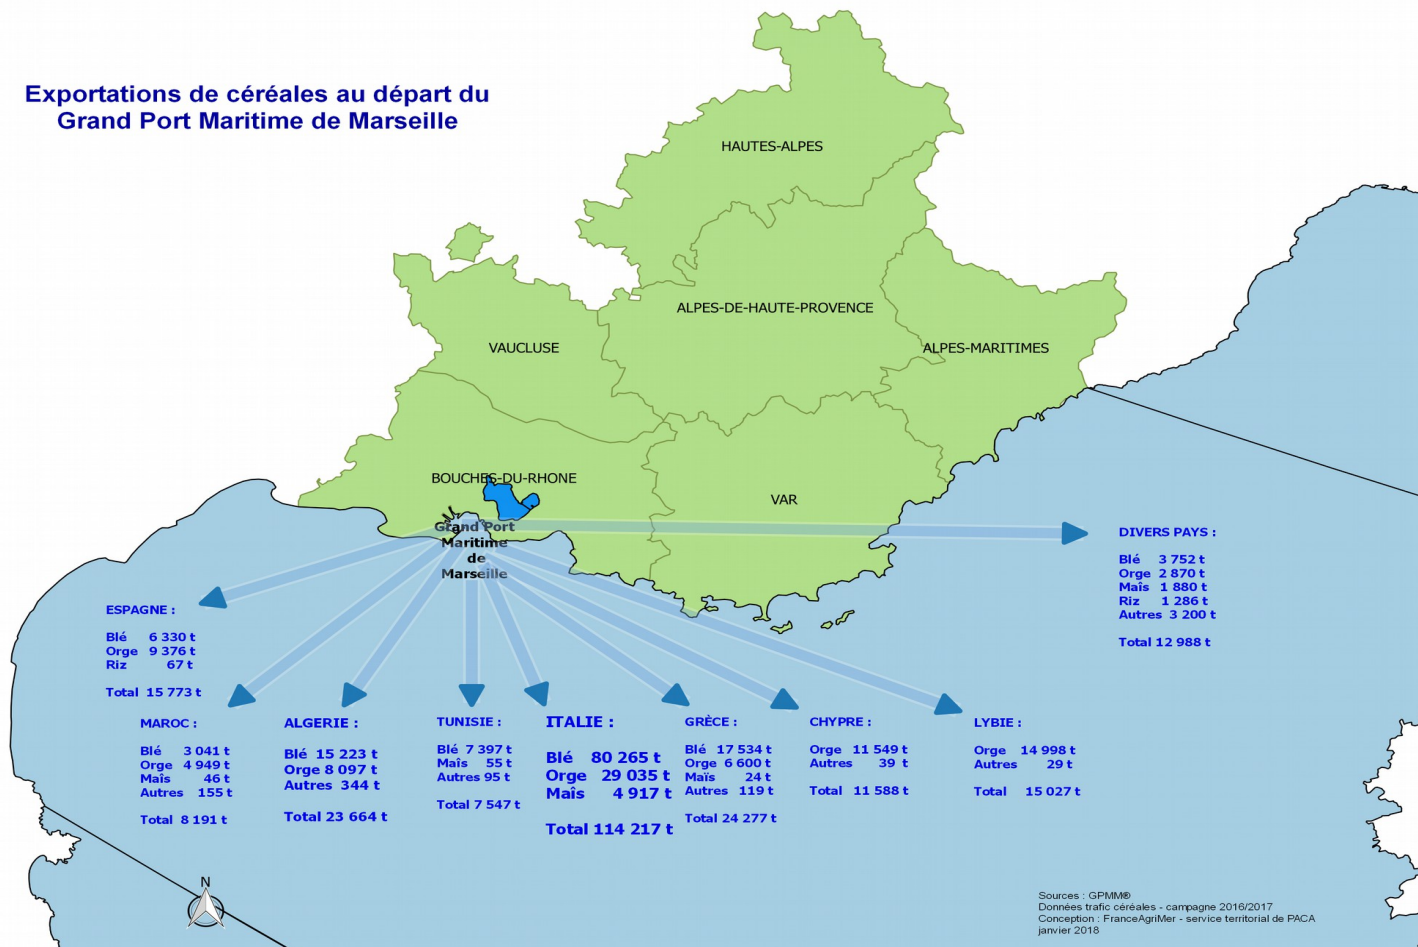 Exportations de céréales au départ du
Grand Port Maritime de Marseille
HAUTES-ALPES
ALPES-DE-HAUTE-PROVENCE
VAUCLUSE
ALPES-MARITIMES
BOUCHES-DU-RHONE
VAR
Grand Port
Maritime
de
Marseille
DIVERS PAYS :
Blé 3 752 t
Orge 2 870 t
Maîs 1 880 t
Riz 1 286 t
Autres 3 200 t
Total 12 988 t
ESPAGNE :
Blé 6 330 t
Orge 9 376 t
Riz 67 t
Total 15 773 t
MAROC :
Blé 3 041 t
Orge 4 949 t
Maîs 46 t
Autres 155 t
Total 8 191 t
ALGERIE :
Blé 15 223 t
Orge 8 097 t
Autres 344 t
Total 23 664 t
TUNISIE :
Blé 7 397 t
Maîs 55 t
Autres 95 t
Total 7 547 t
ITALIE :
Blé 80 265 t
Orge 29 035 t
Maîs 4 917 t
Total 114 217 t
GRÈCE :
Blé 17 534 t
Orge 6 600 t
Maïs 24 t
Autres 119 t
Total 24 277 t
CHYPRE :
Orge 11 549 t
Autres 39 t
Total 11 588 t
LYBIE :
Orge 14 998 t
Autres 29 t
Total 15 027 t
N
Sources : GPMM®
Données trafic céréales - campagne 2016/2017
Conception : FranceAgriMer - service territorial de PACA
janvier 2018